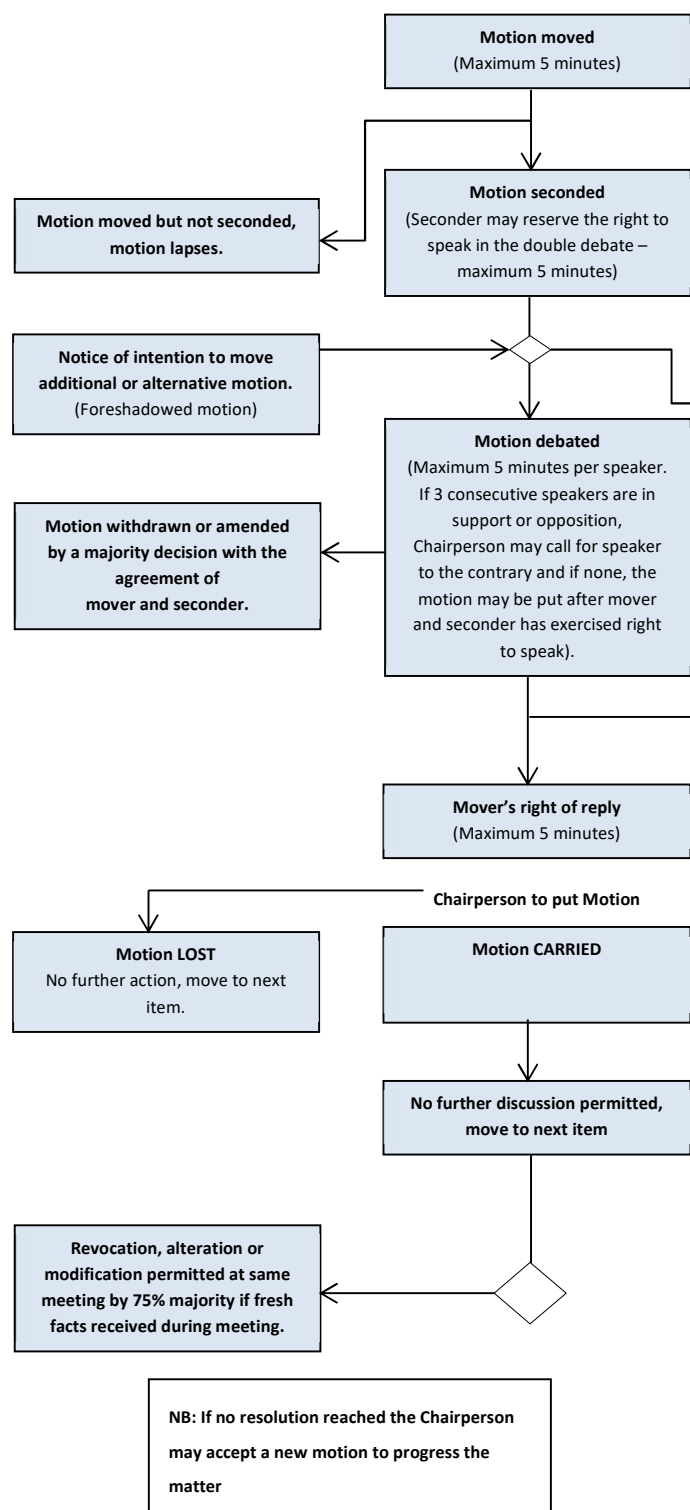 Motion moved
(Maximum 5 minutes)
Motion seconded
(Seconder may reserve the right to
speak in the double debate –
maximum 5 minutes)
Motion moved but not seconded,
motion lapses.
Notice of intention to move
additional or alternative motion.
(Foreshadowed motion)
Motion debated
(Maximum 5 minutes per speaker.
If 3 consecutive speakers are in
support or opposition,
Chairperson may call for speaker
to the contrary and if none, the
motion may be put after mover
and seconder has exercised right
to speak).
Motion withdrawn or amended
by a majority decision with the
agreement of
mover and seconder.
Mover’s right of reply
(Maximum 5 minutes)
Chairperson to put Motion
Motion LOST
No further action, move to next
item.
Motion CARRIED
No further discussion permitted,
move to next item
Revocation, alteration or
modification permitted at same
meeting by 75% majority if fresh
facts received during meeting.
NB: If no resolution reached the Chairperson
may accept a new motion to progress the
matter